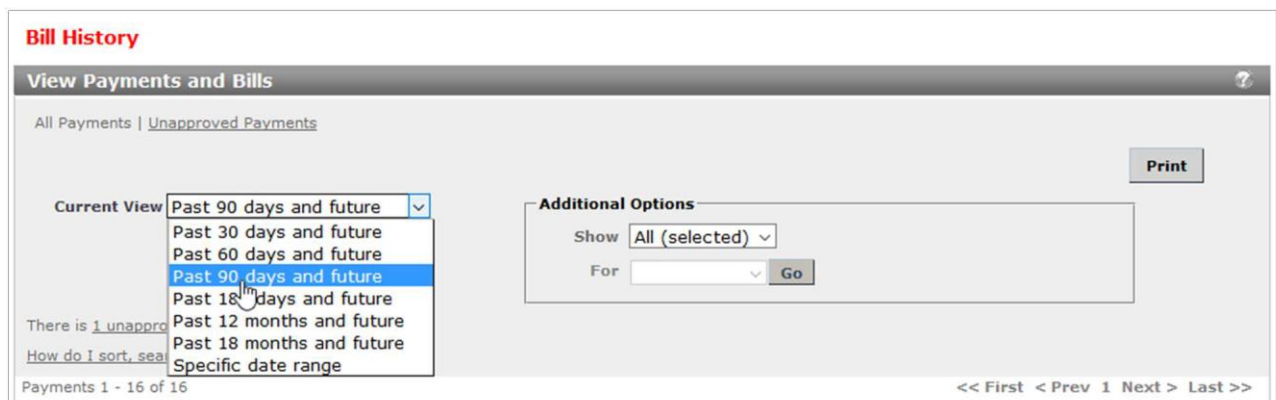 Bill History
View Payments and Bills
?
All Payments | Unapproved Payments
Print
Current View Past 90 days and future
Past 30 days and future
Past 60 days and future
Past 90 days and future
Past days and future
Past 12 months and future
Past 18 months and future
Specific date range
Additional Options
Show All (selected)
For Go
There is 1
How do I sort,
Payments 1 - 16 of 16
<< First < Prev 1 Next > Last >>